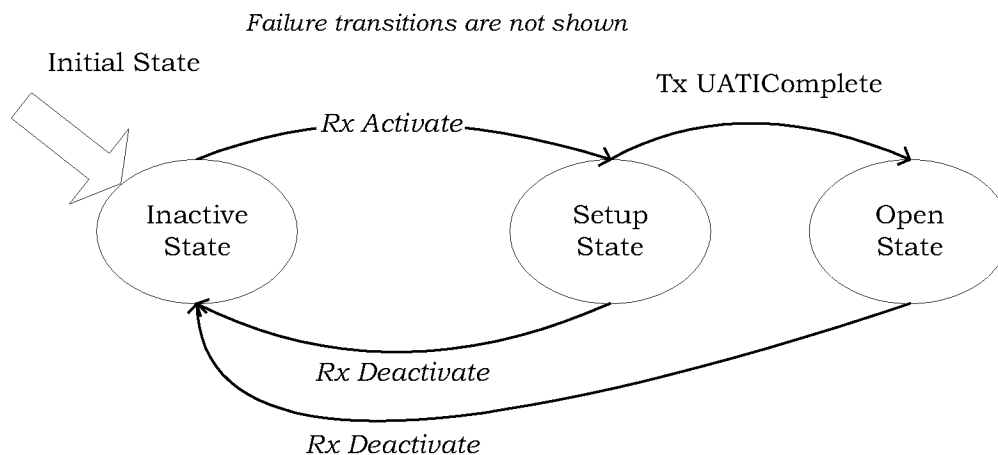 Failure transitions are not shown
Initial State
Tx UATIComplete
Rx Activate
Inactive
State
Setup
State
Open
State
Rx Deactivate
Rx Deactivate